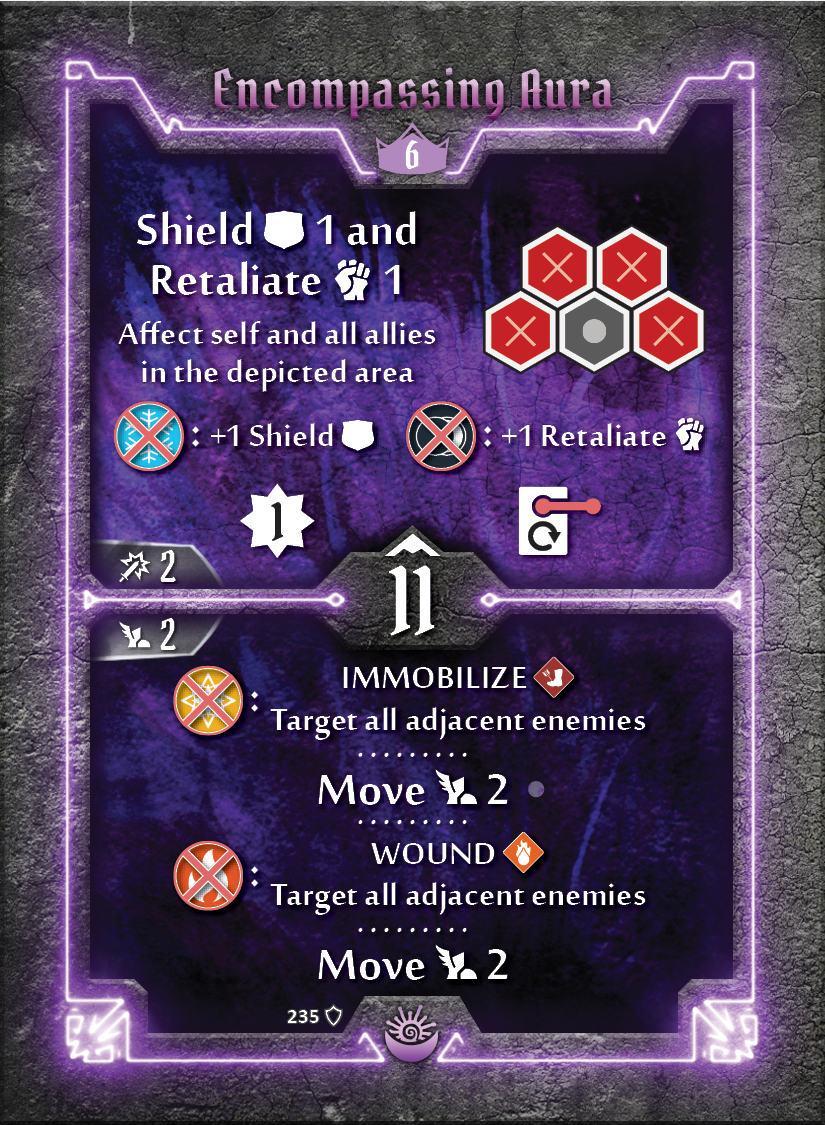 Encompassing Aura
6
Shield 1 and
Retaliate 1
Affect self and all allies
in the depicted area
: +1 Shield
: +1 Retaliate
1
2
11
2
: IMMOBILIZE
Target all adjacent enemies
Move 2
: WOUND
Target all adjacent enemies
Move 2
235